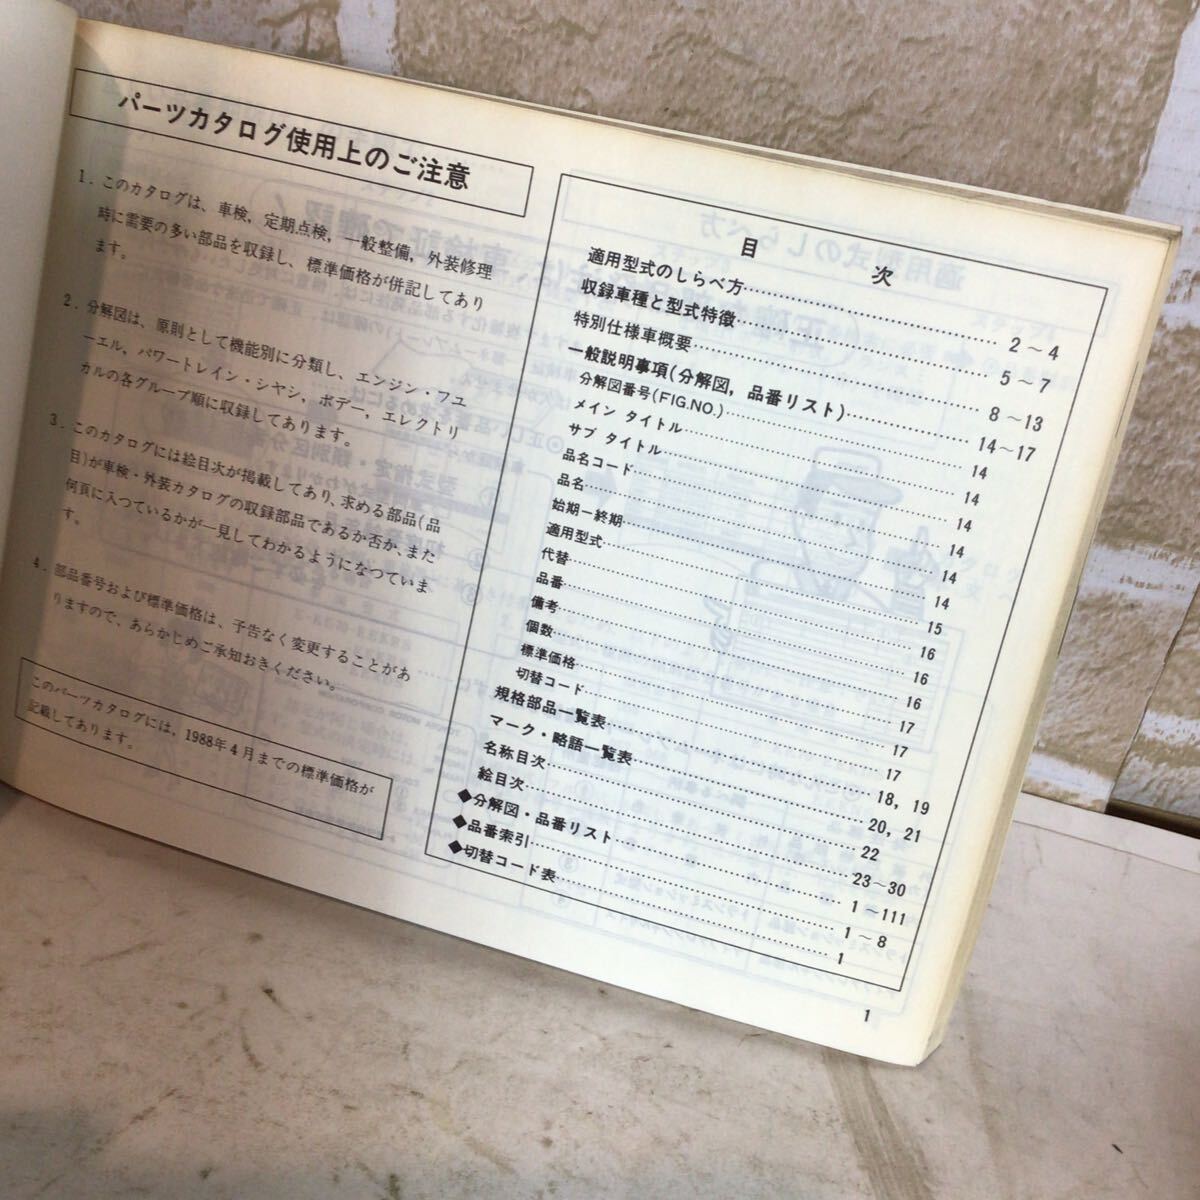 パーツカタログ使用上のご注意
1．このカタログは、車検，定期点検，一般整備，外装修理
時に需要の多い部品を収録し、標準価格が併記してあり
ます。
2．分解図は、原則として機能別に分類し、エンジン・フユ
ーエル，パワートレイン・シヤシ，ボデー，エレクトリ
カルの各グループ順に収録してあります。
3．このカタログには絵目次が掲載してあり、求める部品(品
目)が車検・外装カタログの収録部品であるか否か、また
何頁に入つているかが一見してわかるようになつていま
す。
4．部品番号および標準価格は、予告なく変更することがあ
りますので、あらかじめご承知おきください。
このパーツカタログには，1988年4月までの標準価格が
記載してあります。
目　次
適用型式のしらべ方……2～4
収録車種と型式特徴……5～7
特別仕様車概要……8～13
一般説明事項(分解図，品番リスト)……14～17
分解図番号(FIG.NO.)……14
メイン タイトル……14
サブ タイトル……14
品名コード……14
品名……14
始期－終期……14
適用型式……15
代替……16
品番……16
備考……16
個数……17
標準価格……17
切替コード……17
規格部品一覧表……18，19
マーク・略語一覧表……20，21
名称目次……22
絵目次……23～30
◆分解図・品番リスト……1～111
◆品番索引……1～8
◆切替コード表……1
1